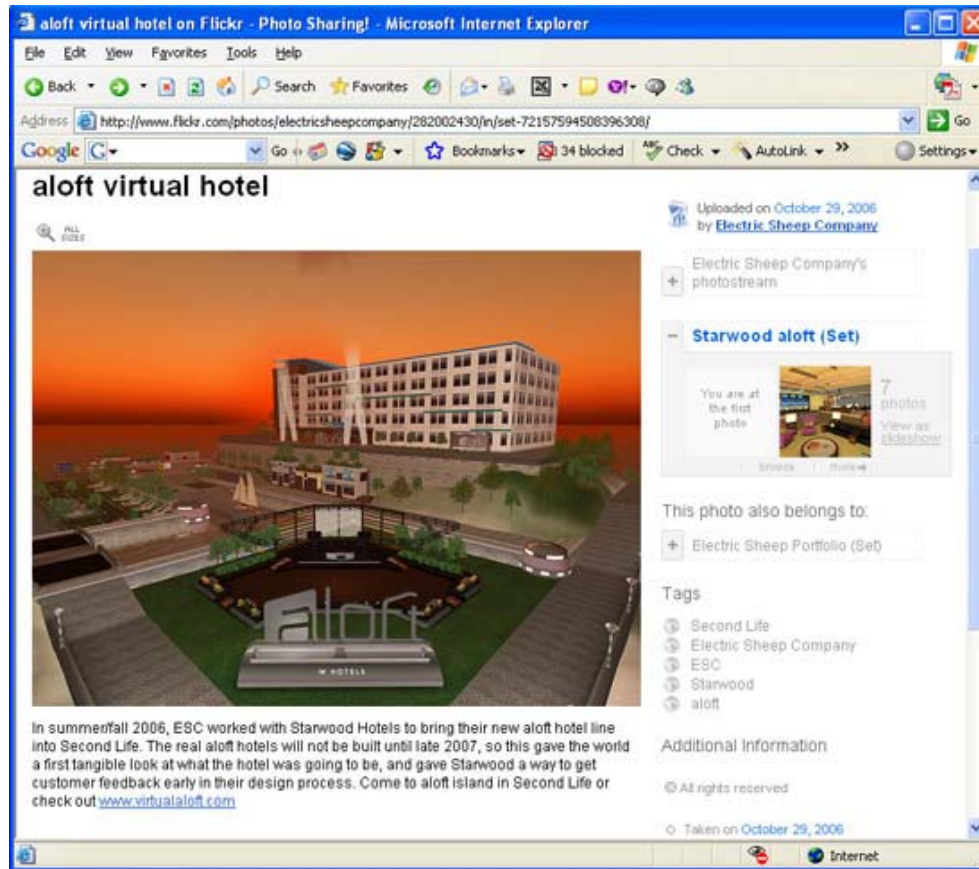 aloft virtual hotel on Flickr - Photo Sharing! - Microsoft Internet Explorer
File Edit View Favorites Tools Help
Back Search Favorites
Address http://www.flickr.com/photos/electricsheepcompany/282002430/in/set-72157594508396308/ Go
Google G Go Bookmarks 34 blocked ABC Check AutoLink >> Settings
aloft virtual hotel
ALL SIZES
Uploaded on October 29, 2006
by Electric Sheep Company
+ Electric Sheep Company's
photostream
− Starwood aloft (Set)
You are at
the first
photo
7
photos
View as
slideshow
browse more
This photo also belongs to:
+ Electric Sheep Portfolio (Set)
Tags
Second Life
Electric Sheep Company
ESC
Starwood
aloft
Additional Information
© All rights reserved
Taken on October 29, 2006
aloft
W HOTELS
In summer/fall 2006, ESC worked with Starwood Hotels to bring their new aloft hotel line
into Second Life. The real aloft hotels will not be built until late 2007, so this gave the world
a first tangible look at what the hotel was going to be, and gave Starwood a way to get
customer feedback early in their design process. Come to aloft island in Second Life or
check out www.virtualaloft.com
Internet